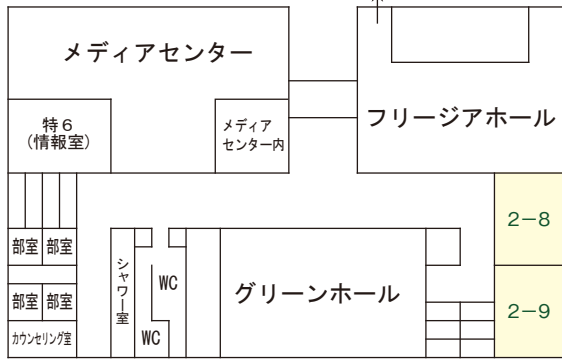 メディアセンター
特6
(情報室)
メディア
センター内
フリージアホール
2-8
部室 部室
シャワー室
WC
グリーンホール
2-9
部室 部室
WC
カウンセリング室